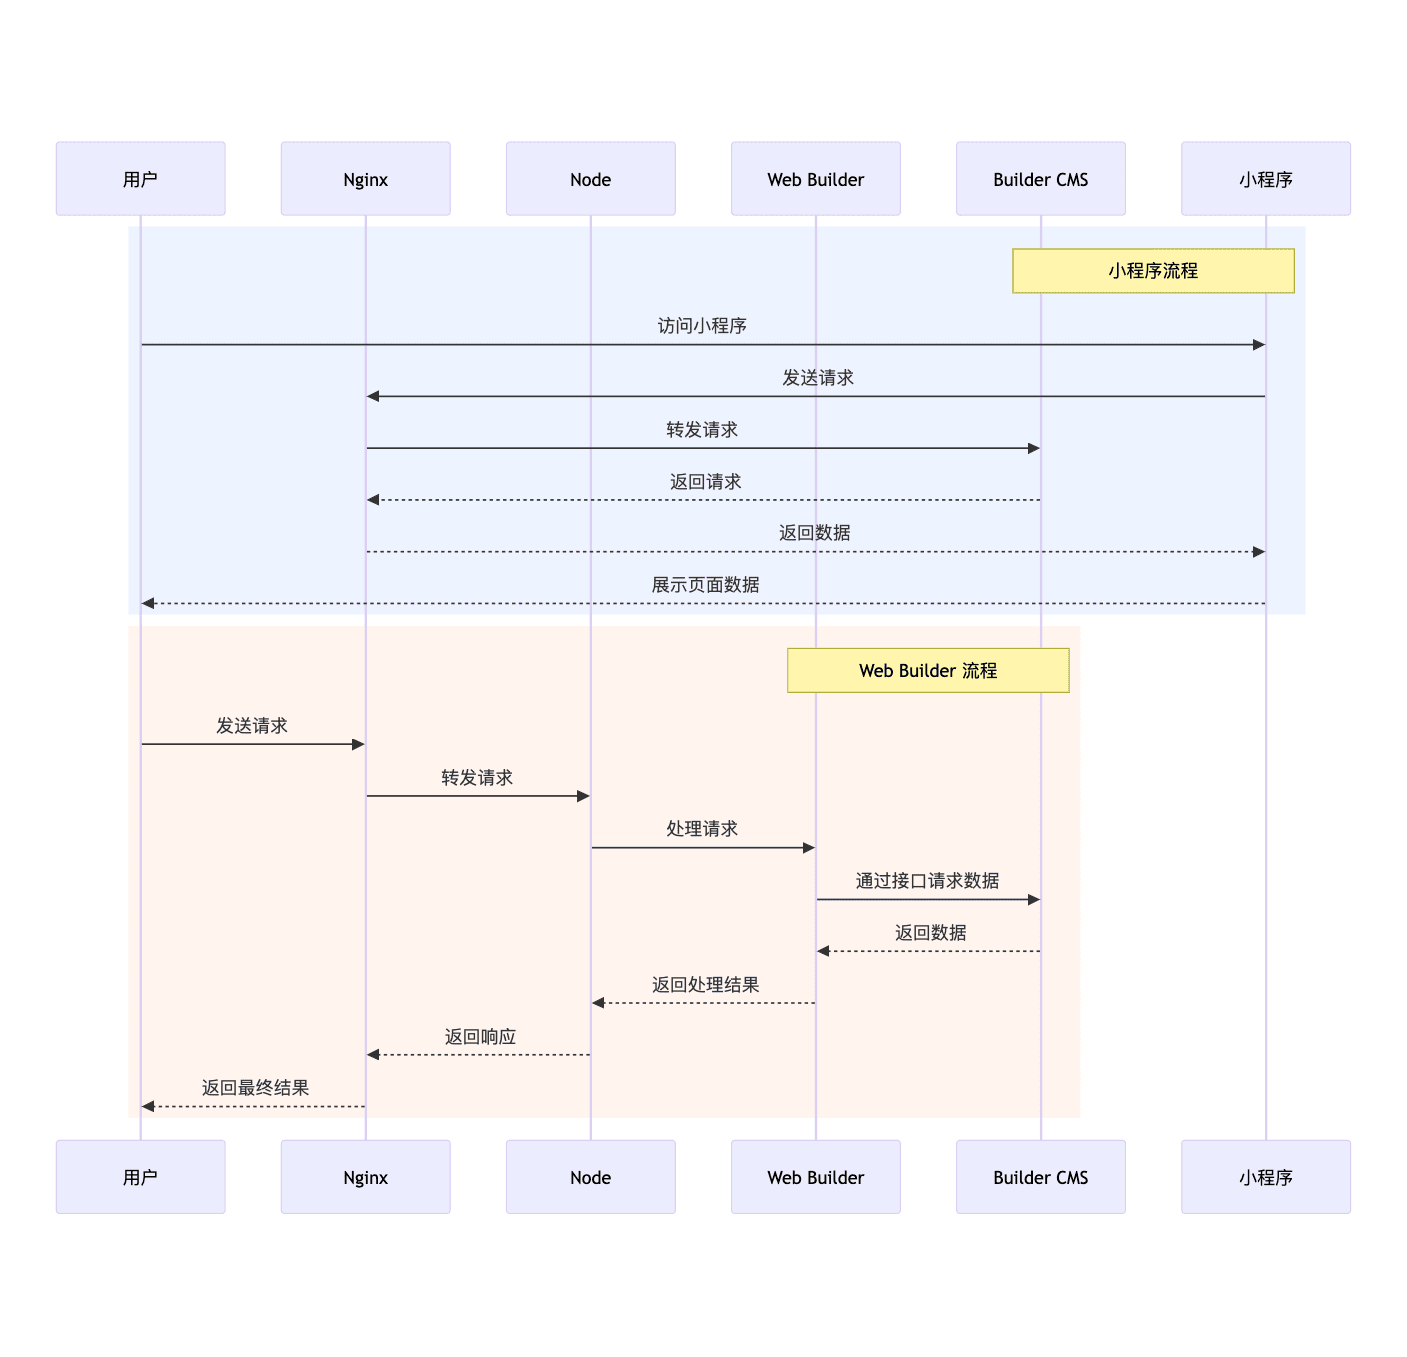 用户
Nginx
Node
Web Builder
Builder CMS
小程序
小程序流程
访问小程序
发送请求
转发请求
返回请求
返回数据
展示页面数据
Web Builder 流程
发送请求
转发请求
处理请求
通过接口请求数据
返回数据
返回处理结果
返回响应
返回最终结果
用户
Nginx
Node
Web Builder
Builder CMS
小程序